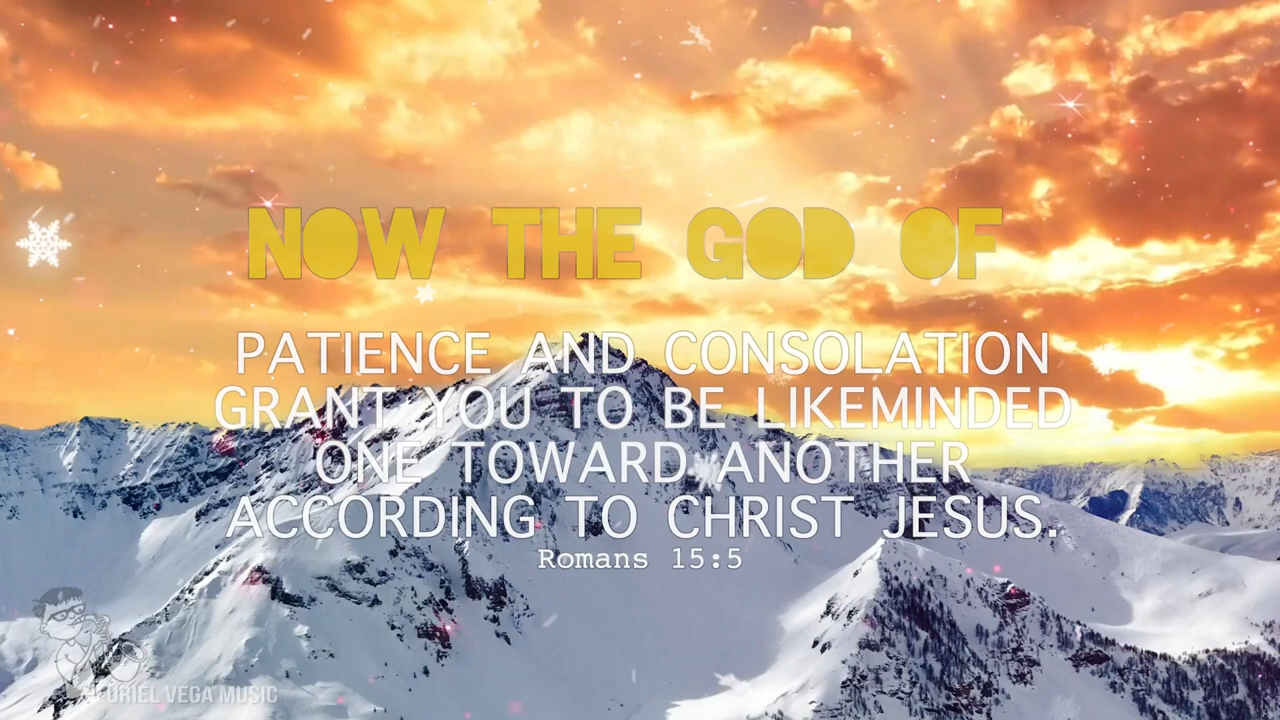 NOW THE GOD OF
PATIENCE AND CONSOLATION
GRANT YOU TO BE LIKEMINDED
ONE TOWARD ANOTHER
ACCORDING TO CHRIST JESUS.
Romans 15:5
URIEL VEGA MUSIC